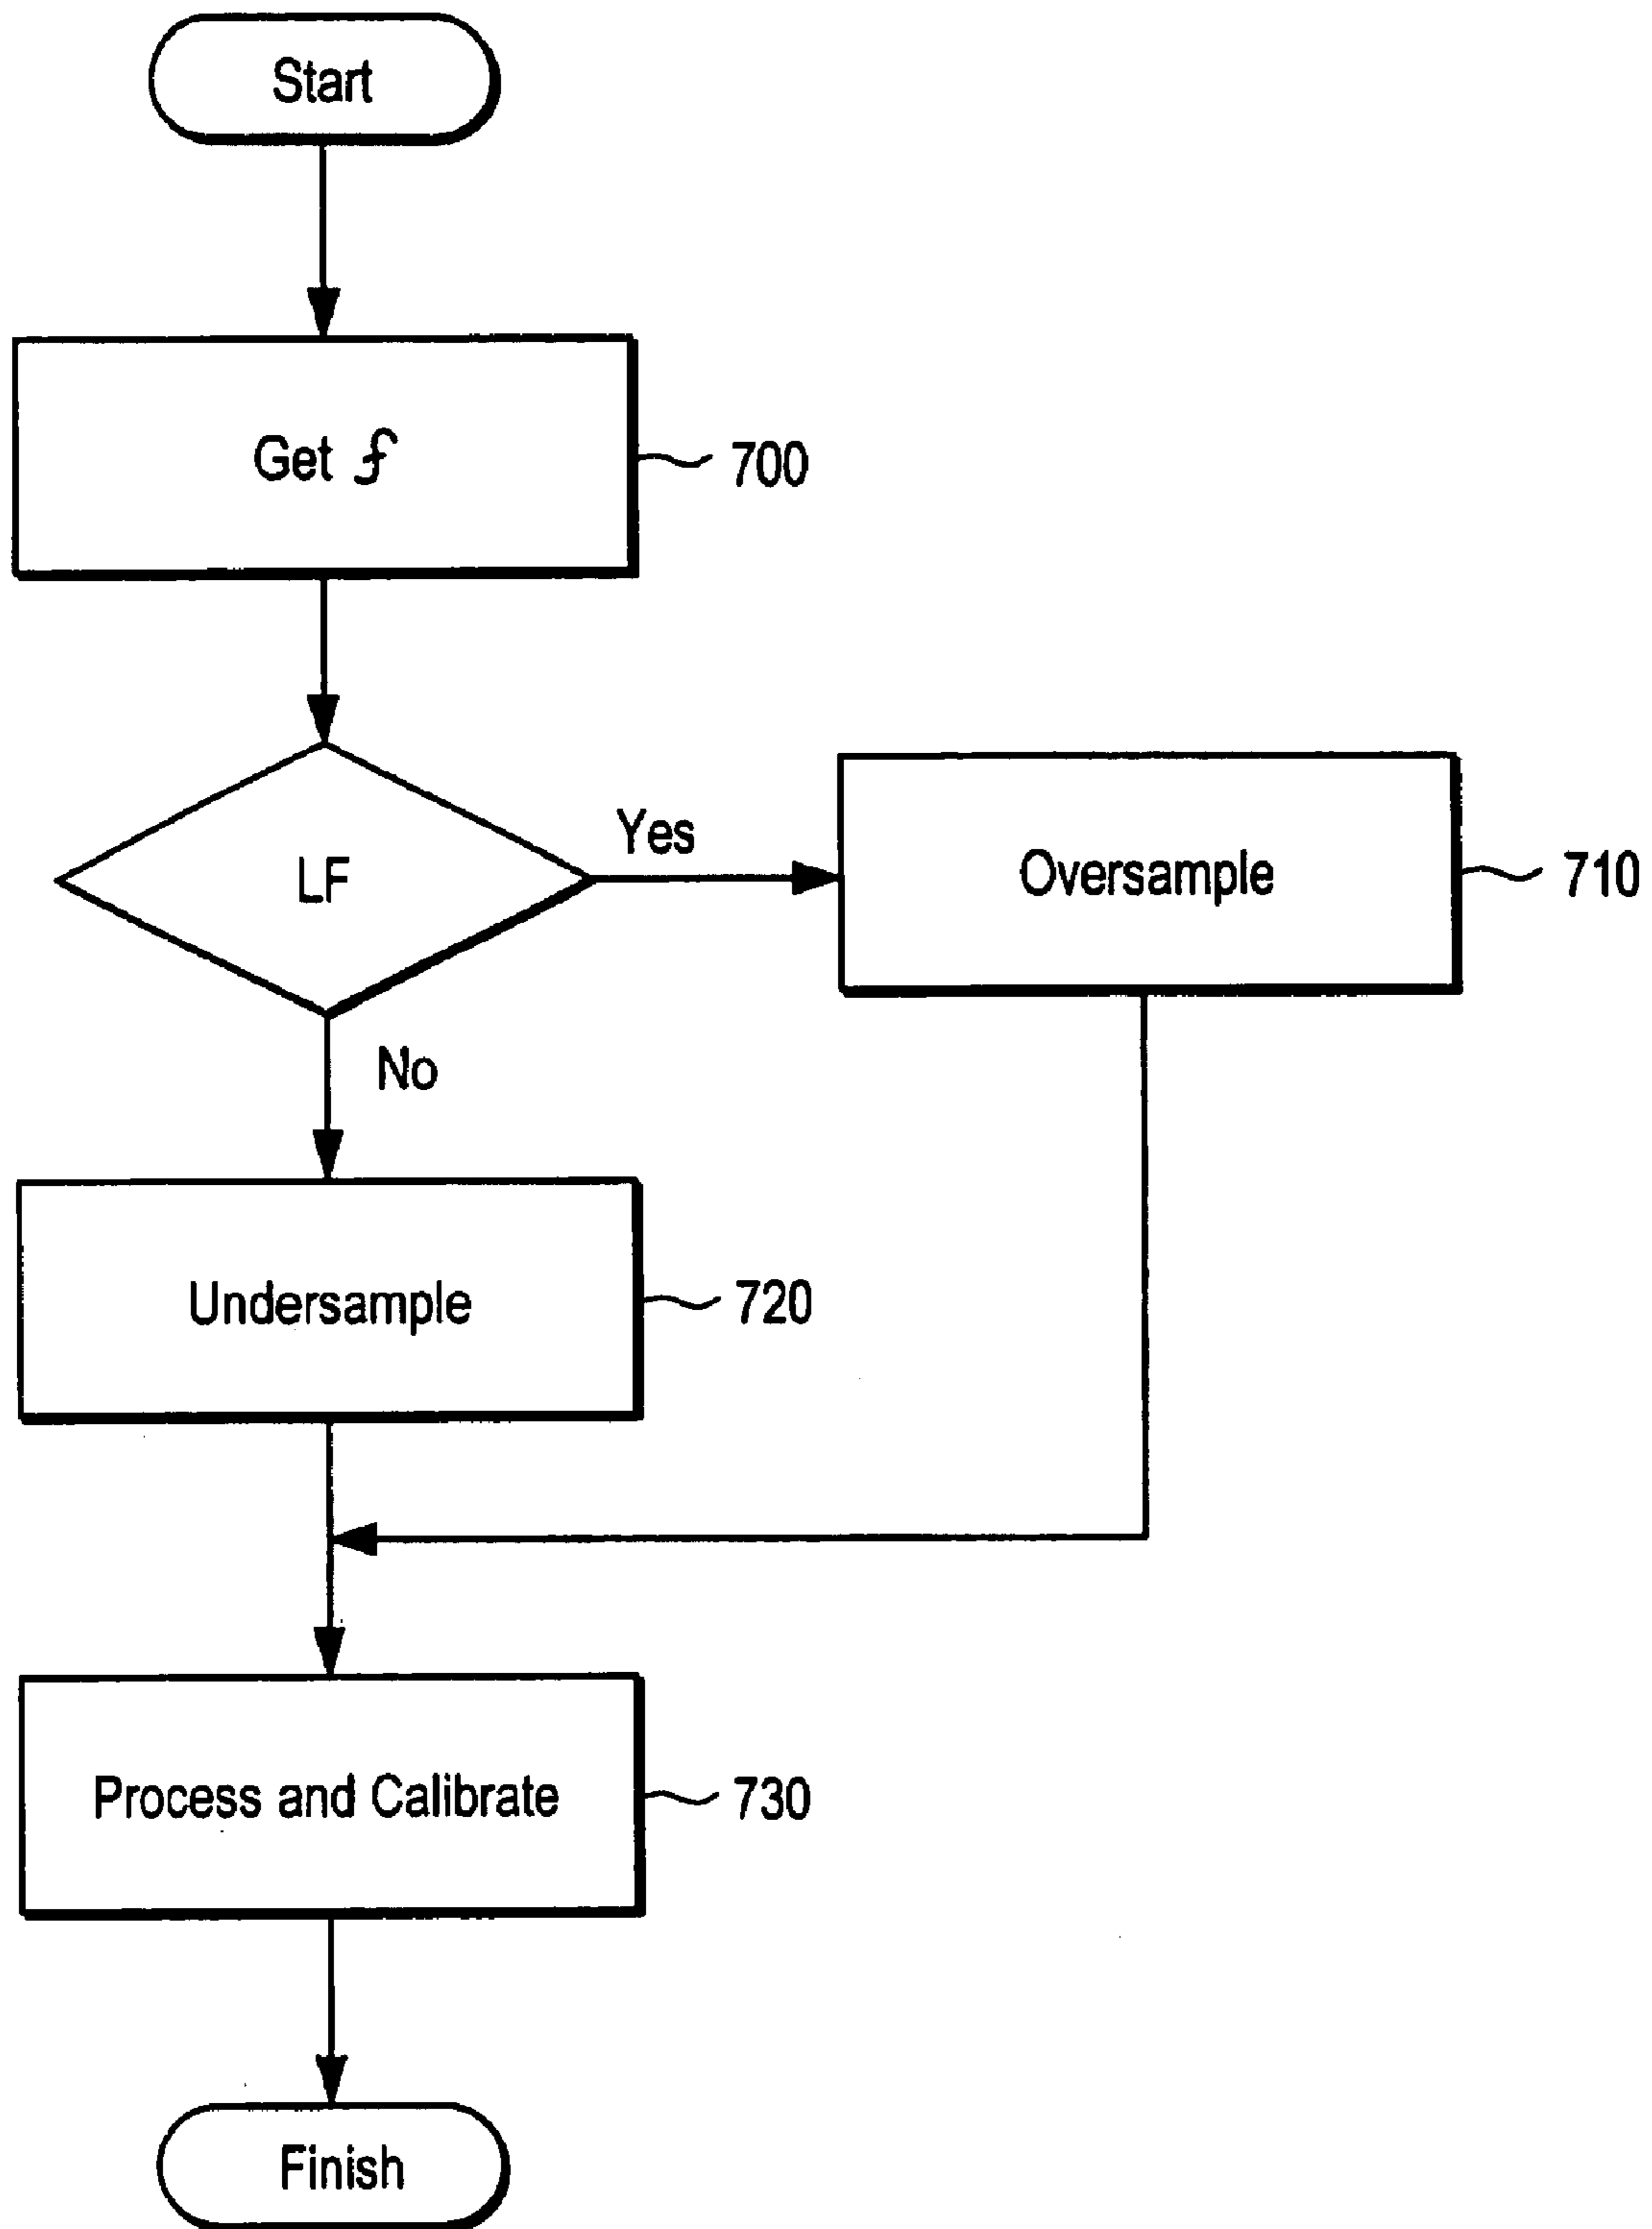 Start
Get f
700
LF
Yes
Oversample
710
No
Undersample
720
Process and Calibrate
730
Finish